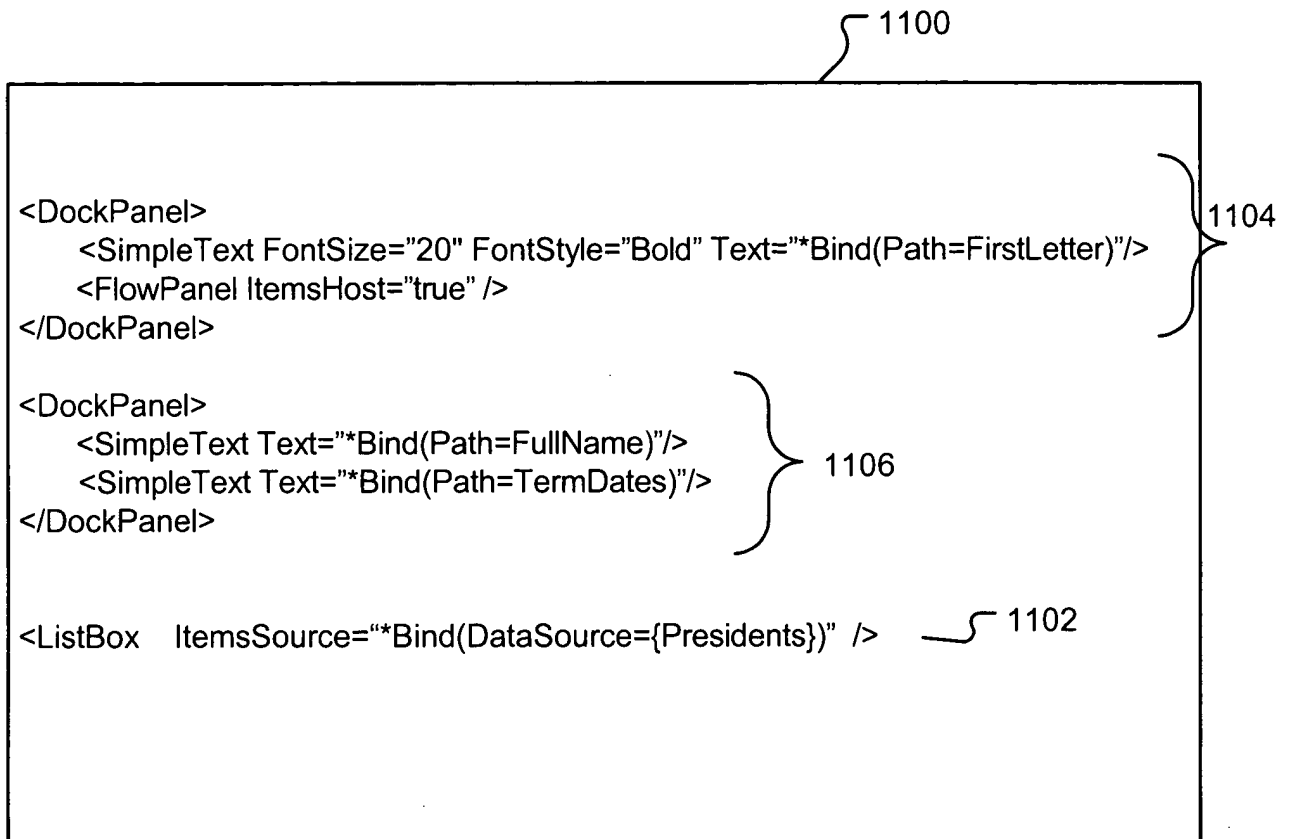 1100
<DockPanel>
<SimpleText FontSize="20" FontStyle="Bold” Text=”*Bind(Path=FirstLetter)”/>
1104
<FlowPanel ItemsHost="true” />
</DockPanel>
<DockPanel>
<SimpleText Text=”*Bind(Path=FullName)”/>
1106
<SimpleText Text=”*Bind(Path=TermDates)”/>
</DockPanel>
<ListBox ItemsSource=“*Bind(DataSource={Presidents})” />
1102